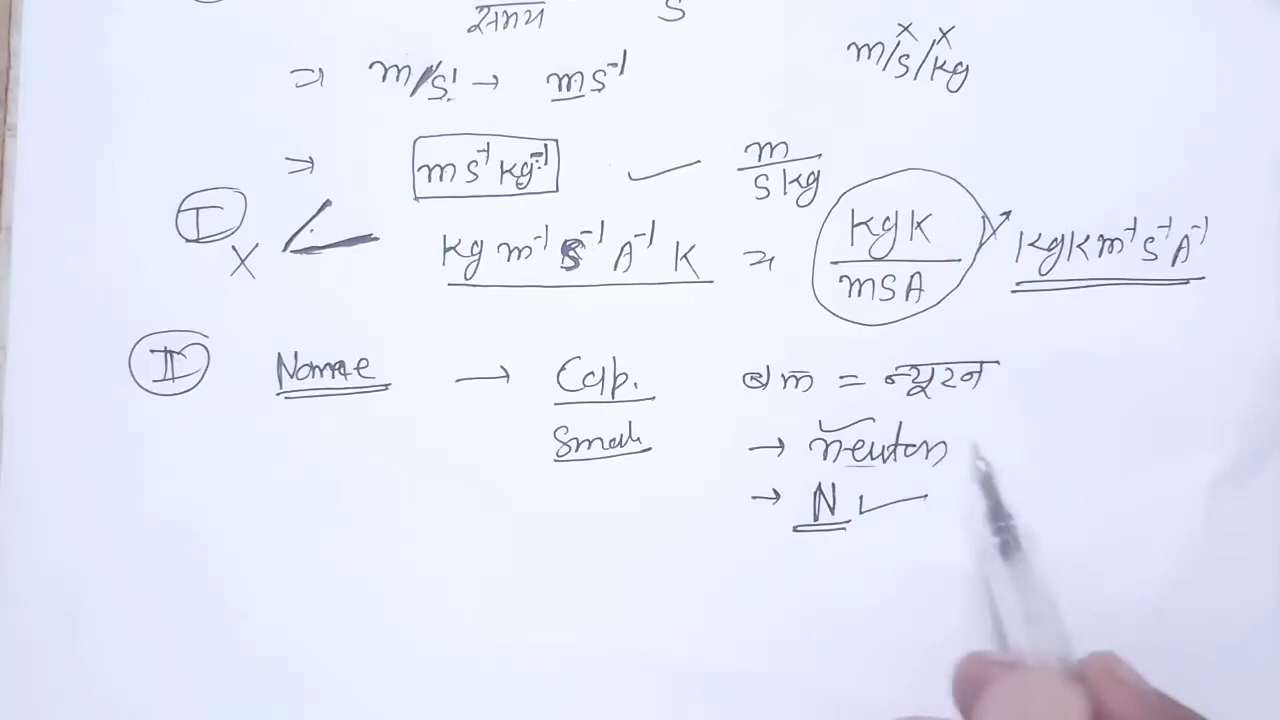 समय S
⇒ m/s → ms⁻¹ m/s/kg
⇒ ms⁻¹kg⁻¹ ✓ m/s kg
I x kg m⁻¹ s⁻¹ A⁻¹ K = kg K/m s A kg K m⁻¹ s⁻¹ A⁻¹
II → Cap. = न्यूटन
Small → newton
→ N ✓